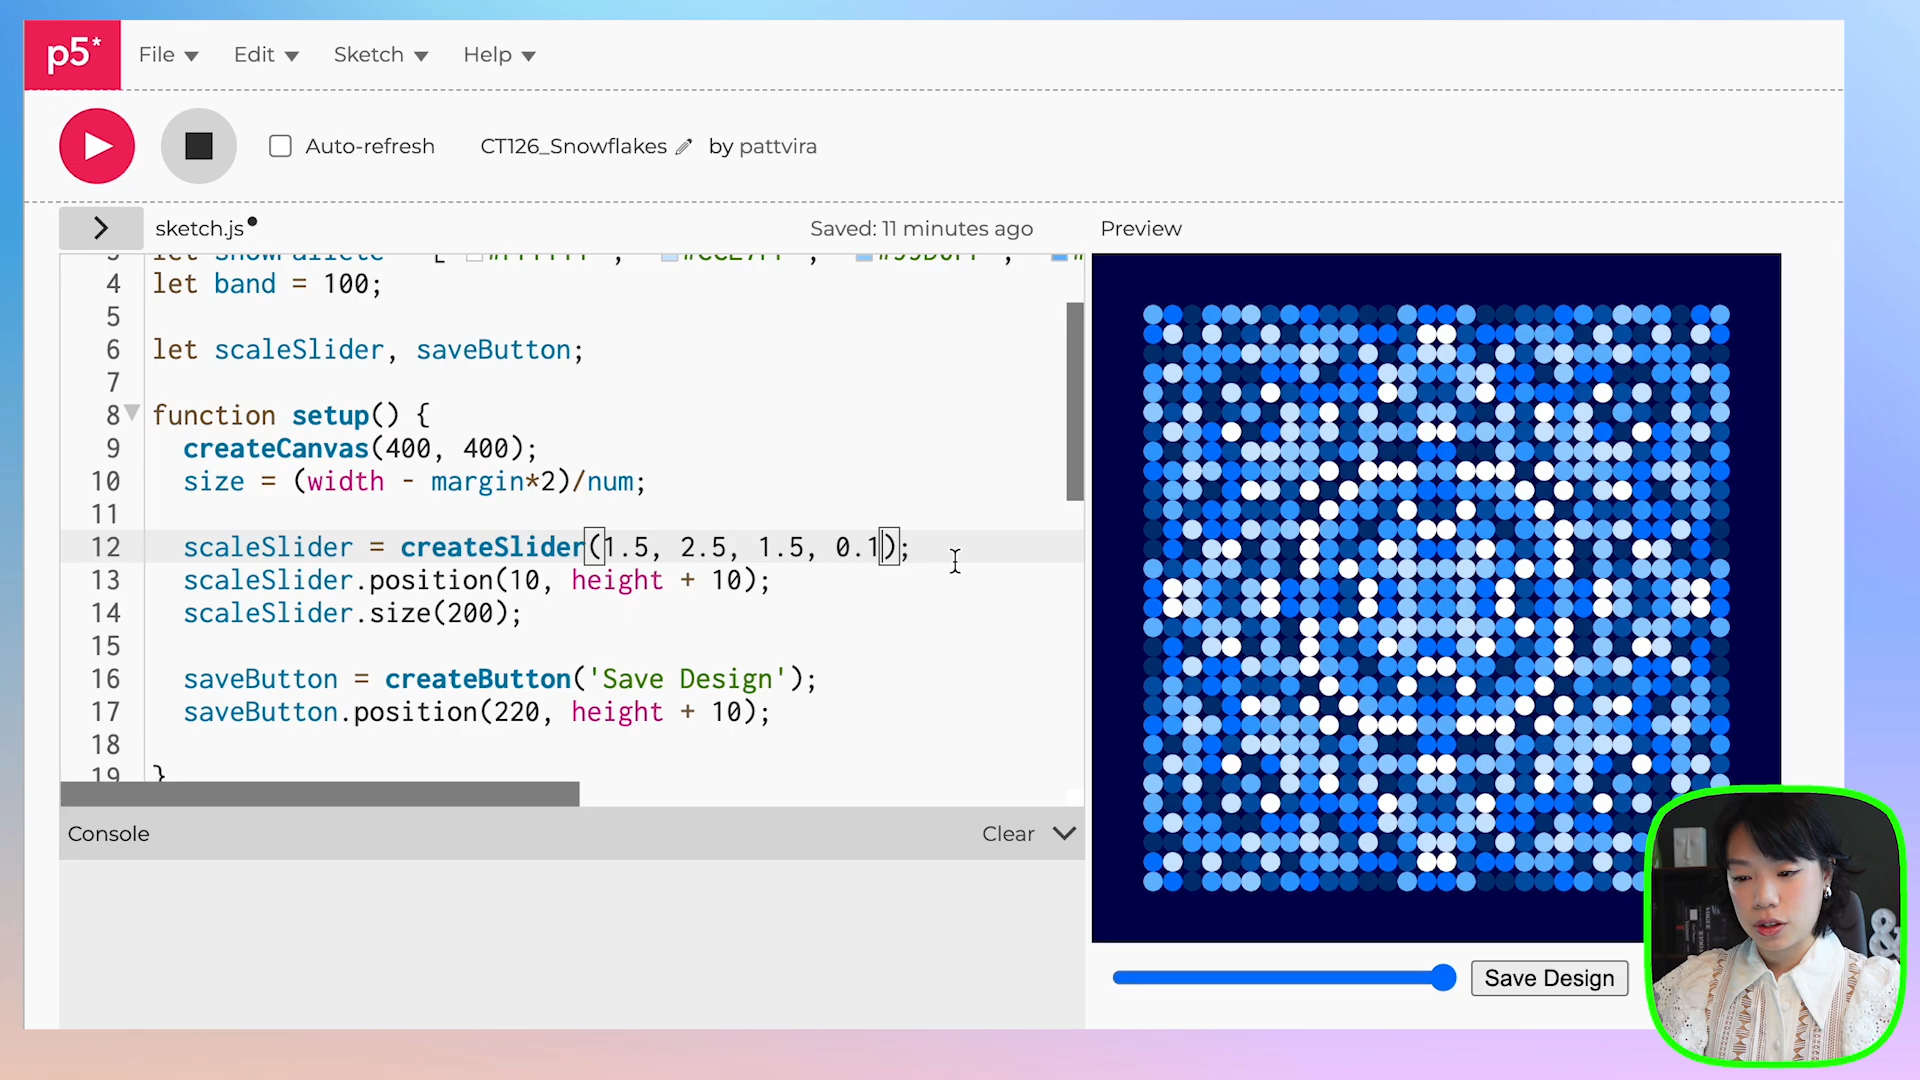 p5*
File
Edit
Sketch
Help
Auto-refresh
CT126_Snowflakes
by pattvira
sketch.js
Saved: 11 minutes ago
Preview
4 let band = 100;
5
6 let scaleSlider, saveButton;
7
8 function setup() {
9 createCanvas(400, 400);
10 size = (width - margin*2)/num;
11
12 scaleSlider = createSlider(1.5, 2.5, 1.5, 0.1);
13 scaleSlider.position(10, height + 10);
14 scaleSlider.size(200);
15
16 saveButton = createButton('Save Design');
17 saveButton.position(220, height + 10);
18
19 }
Console
Clear
Save Design